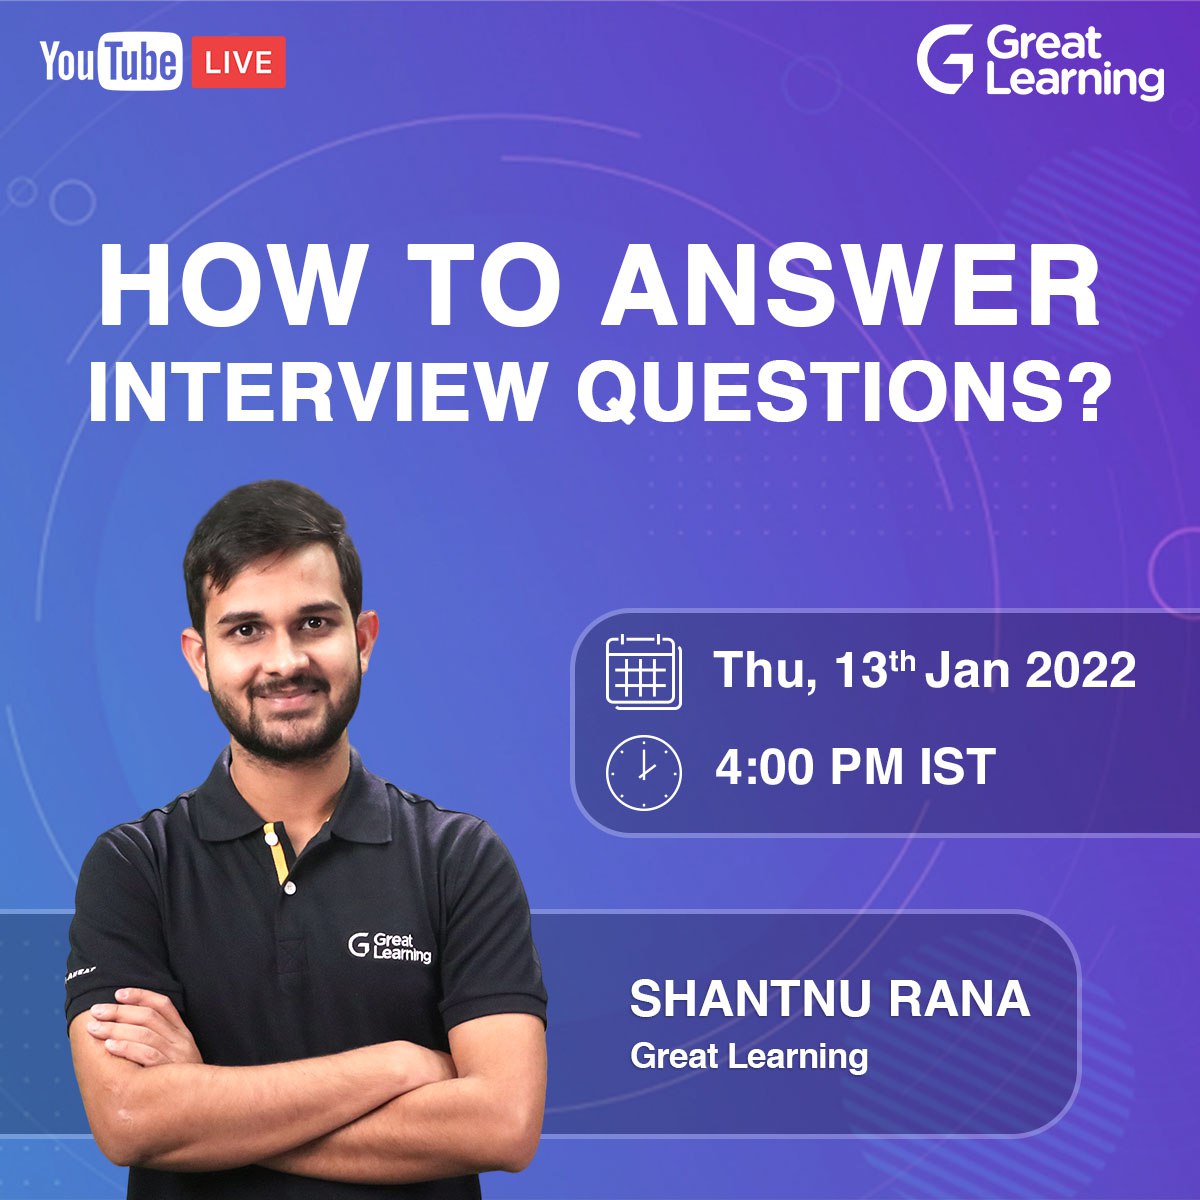 YouTube LIVE
Great
Learning
HOW TO ANSWER
INTERVIEW QUESTIONS?
Thu, 13th Jan 2022
4:00 PM IST
Great
Learning
SHANTNU RANA
Great Learning